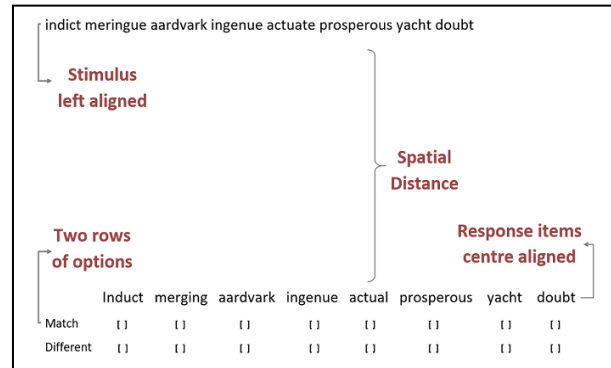 indict meringue aardvark ingenue actuate prosperous yacht doubt
Stimulus
left aligned
Spatial
Distance
Two rows
of options
Response items
centre aligned
Induct merging aardvark ingenue actual prosperous yacht doubt
Match [ ] [ ] [ ] [ ] [ ] [ ] [ ] [ ]
Different [ ] [ ] [ ] [ ] [ ] [ ] [ ] [ ]